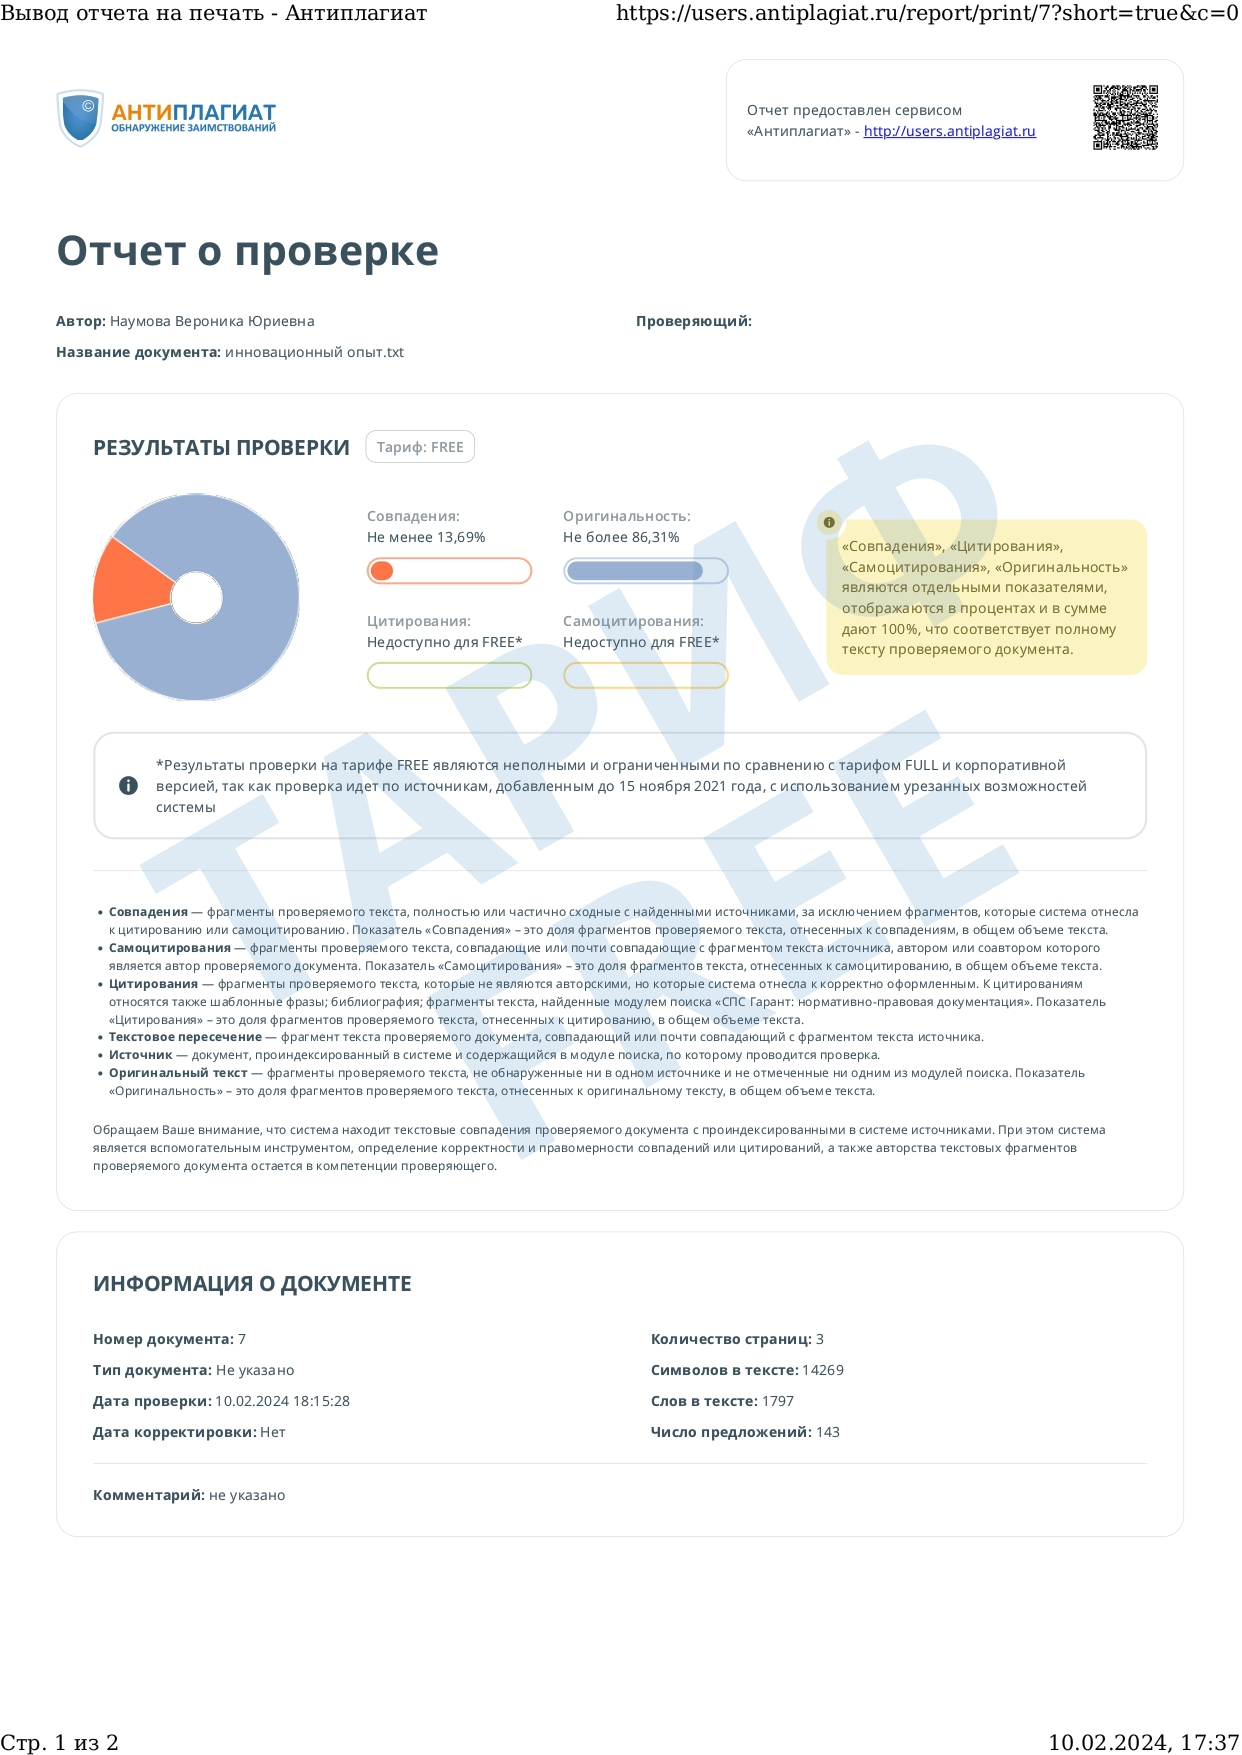 Вывод отчета на печать - Антиплагиат
https://users.antiplagiat.ru/report/print/7?short=true&c=0
©
АНТИПЛАГИАТ
ОБНАРУЖЕНИЕ ЗАИМСТВОВАНИЙ
Отчет предоставлен сервисом
«Антиплагиат» - http://users.antiplagiat.ru
Отчет о проверке
Автор: Наумова Вероника Юриевна
Проверяющий:
Название документа: инновационный опыт.txt
РЕЗУЛЬТАТЫ ПРОВЕРКИ
Тариф: FREE
Совпадения:
Не менее 13,69%
Оригинальность:
Не более 86,31%
Цитирования:
Недоступно для FREE*
Самоцитирования:
Недоступно для FREE*
«Совпадения», «Цитирования»,
«Самоцитирования», «Оригинальность»
являются отдельными показателями,
отображаются в процентах и в сумме
дают 100%, что соответствует полному
тексту проверяемого документа.
ТАРИФ
FREE
*Результаты проверки на тарифе FREE являются неполными и ограниченными по сравнению с тарифом FULL и корпоративной
версией, так как проверка идет по источникам, добавленным до 15 ноября 2021 года, с использованием урезанных возможностей
системы
• Совпадения — фрагменты проверяемого текста, полностью или частично сходные с найденными источниками, за исключением фрагментов, которые система отнесла
к цитированию или самоцитированию. Показатель «Совпадения» – это доля фрагментов проверяемого текста, отнесенных к совпадениям, в общем объеме текста.
• Самоцитирования — фрагменты проверяемого текста, совпадающие или почти совпадающие с фрагментом текста источника, автором или соавтором которого
является автор проверяемого документа. Показатель «Самоцитирования» – это доля фрагментов текста, отнесенных к самоцитированию, в общем объеме текста.
• Цитирования — фрагменты проверяемого текста, которые не являются авторскими, но которые система отнесла к корректно оформленным. К цитированиям
относятся также шаблонные фразы; библиография; фрагменты текста, найденные модулем поиска «СПС Гарант: нормативно-правовая документация». Показатель
«Цитирования» – это доля фрагментов проверяемого текста, отнесенных к цитированию, в общем объеме текста.
• Текстовое пересечение — фрагмент текста проверяемого документа, совпадающий или почти совпадающий с фрагментом текста источника.
• Источник — документ, проиндексированный в системе и содержащийся в модуле поиска, по которому проводится проверка.
• Оригинальный текст — фрагменты проверяемого текста, не обнаруженные ни в одном источнике и не отмеченные ни одним из модулей поиска. Показатель
«Оригинальность» – это доля фрагментов проверяемого текста, отнесенных к оригинальному тексту, в общем объеме текста.
Обращаем Ваше внимание, что система находит текстовые совпадения проверяемого документа с проиндексированными в системе источниками. При этом система
является вспомогательным инструментом, определение корректности и правомерности совпадений или цитирований, а также авторства текстовых фрагментов
проверяемого документа остается в компетенции проверяющего.
ИНФОРМАЦИЯ О ДОКУМЕНТЕ
Номер документа: 7
Количество страниц: 3
Тип документа: Не указано
Символов в тексте: 14269
Дата проверки: 10.02.2024 18:15:28
Слов в тексте: 1797
Дата корректировки: Нет
Число предложений: 143
Комментарий: не указано
Стр. 1 из 2
10.02.2024, 17:37